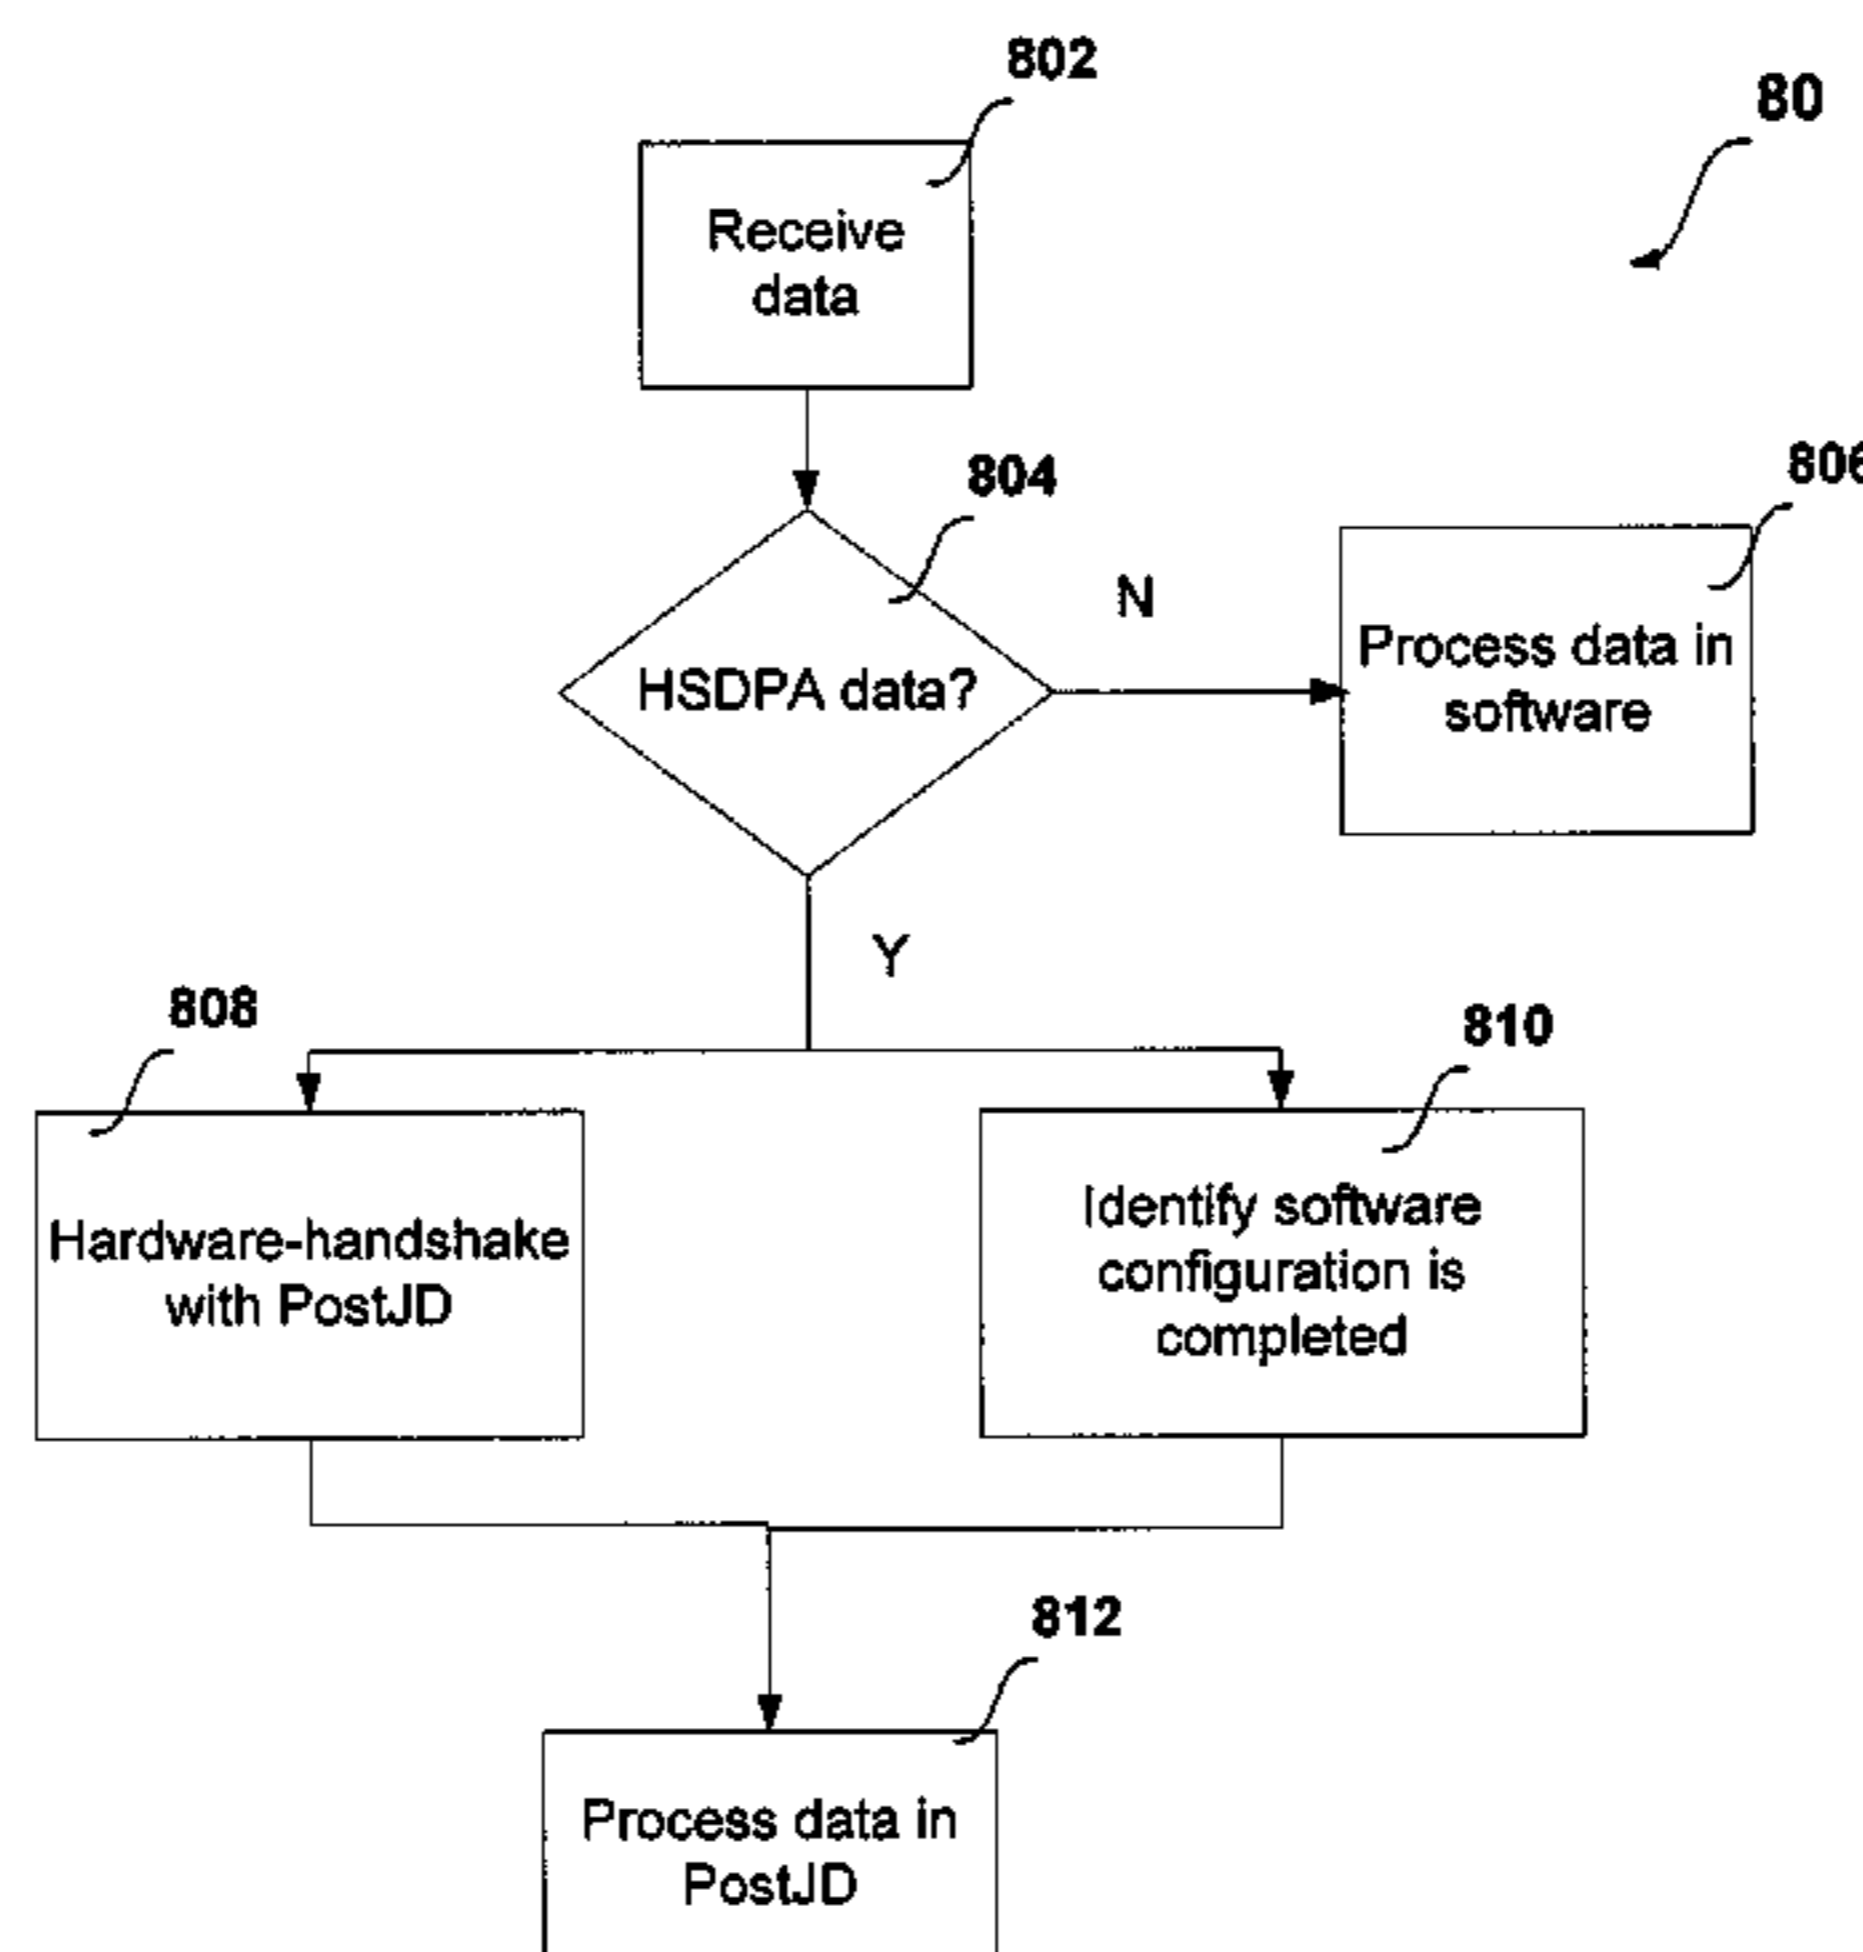 802
80
Receive
data
804
806
N
HSDPA data?
Process data in
software
Y
808
810
Hardware-handshake
with PostJD
Identify software
configuration is
completed
812
Process data in
PostJD